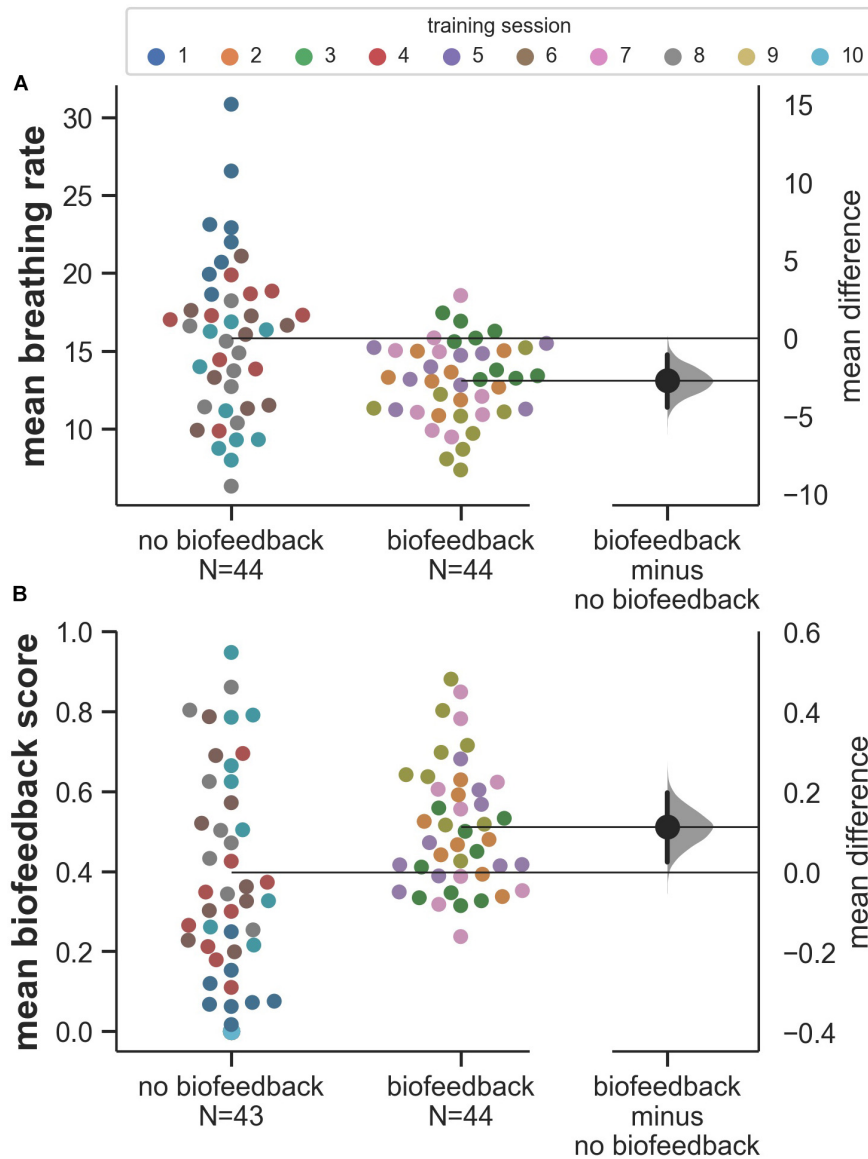 training session
1 2 3 4 5 6 7 8 9 10
A
mean breathing rate
30
25
20
15
10
15
10
5
0
−5
−10
mean difference
no biofeedback
N=44
biofeedback
N=44
biofeedback
minus
no biofeedback
B
mean biofeedback score
1.0
0.8
0.6
0.4
0.2
0.0
0.6
0.4
0.2
0.0
−0.2
−0.4
mean difference
no biofeedback
N=43
biofeedback
N=44
biofeedback
minus
no biofeedback